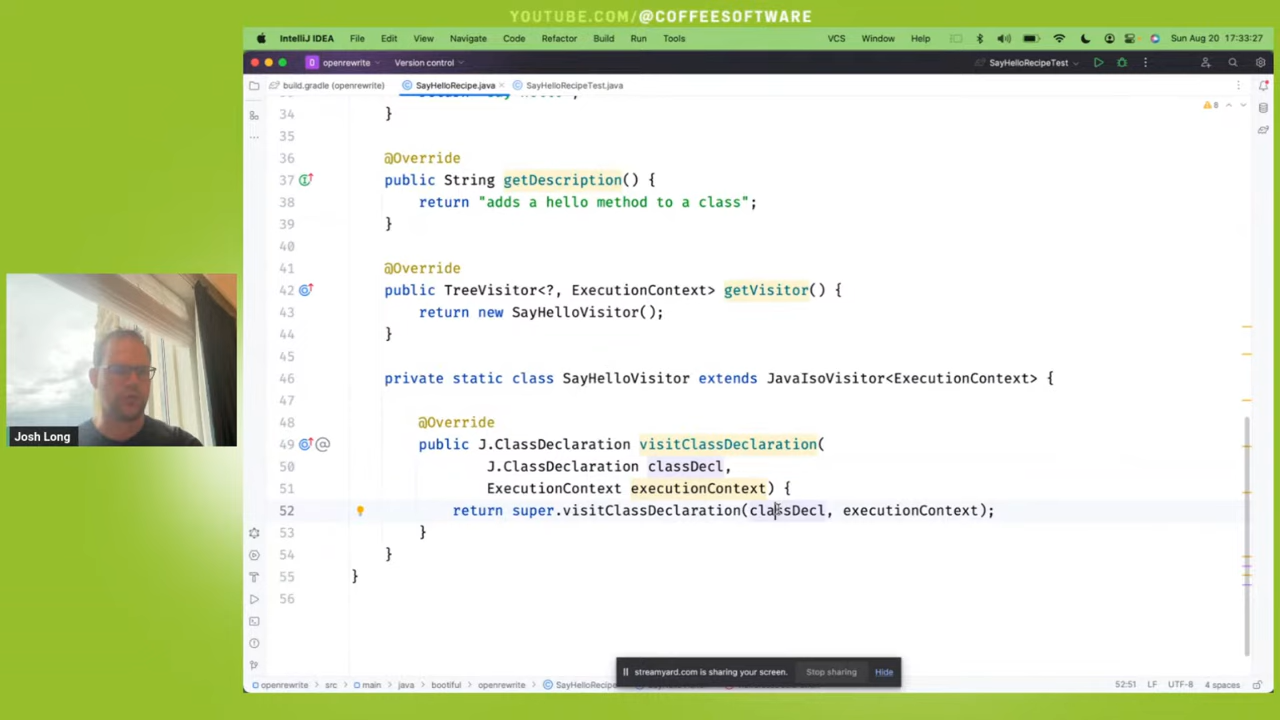 YOUTUBE.COM/@COFFEESOFTWARE
IntelliJ IDEA File Edit View Navigate Code Refactor Build Run Tools VCS Window Help Sun Aug 20 17:33:27
openrewrite Version control SayHelloRecipeTest
build.gradle (openrewrite) SayHelloRecipe.java SayHelloRecipeTest.java
34 }
8
35
36 @Override
37 public String getDescription() {
38 return "adds a hello method to a class";
39 }
40
41 @Override
42 public TreeVisitor<?, ExecutionContext> getVisitor() {
43 return new SayHelloVisitor();
44 }
45
46 private static class SayHelloVisitor extends JavaIsoVisitor<ExecutionContext> {
47
48 @Override
49 public J.ClassDeclaration visitClassDeclaration(
50 J.ClassDeclaration classDecl,
51 ExecutionContext executionContext) {
52 return super.visitClassDeclaration(classDecl, executionContext);
53 }
54 }
55 }
56
Josh Long
streamyard.com is sharing your screen. Stop sharing Hide
openrewrite src main java bootiful openrewrite SayHelloRecipe 52:51 LF UTF-8 4 spaces